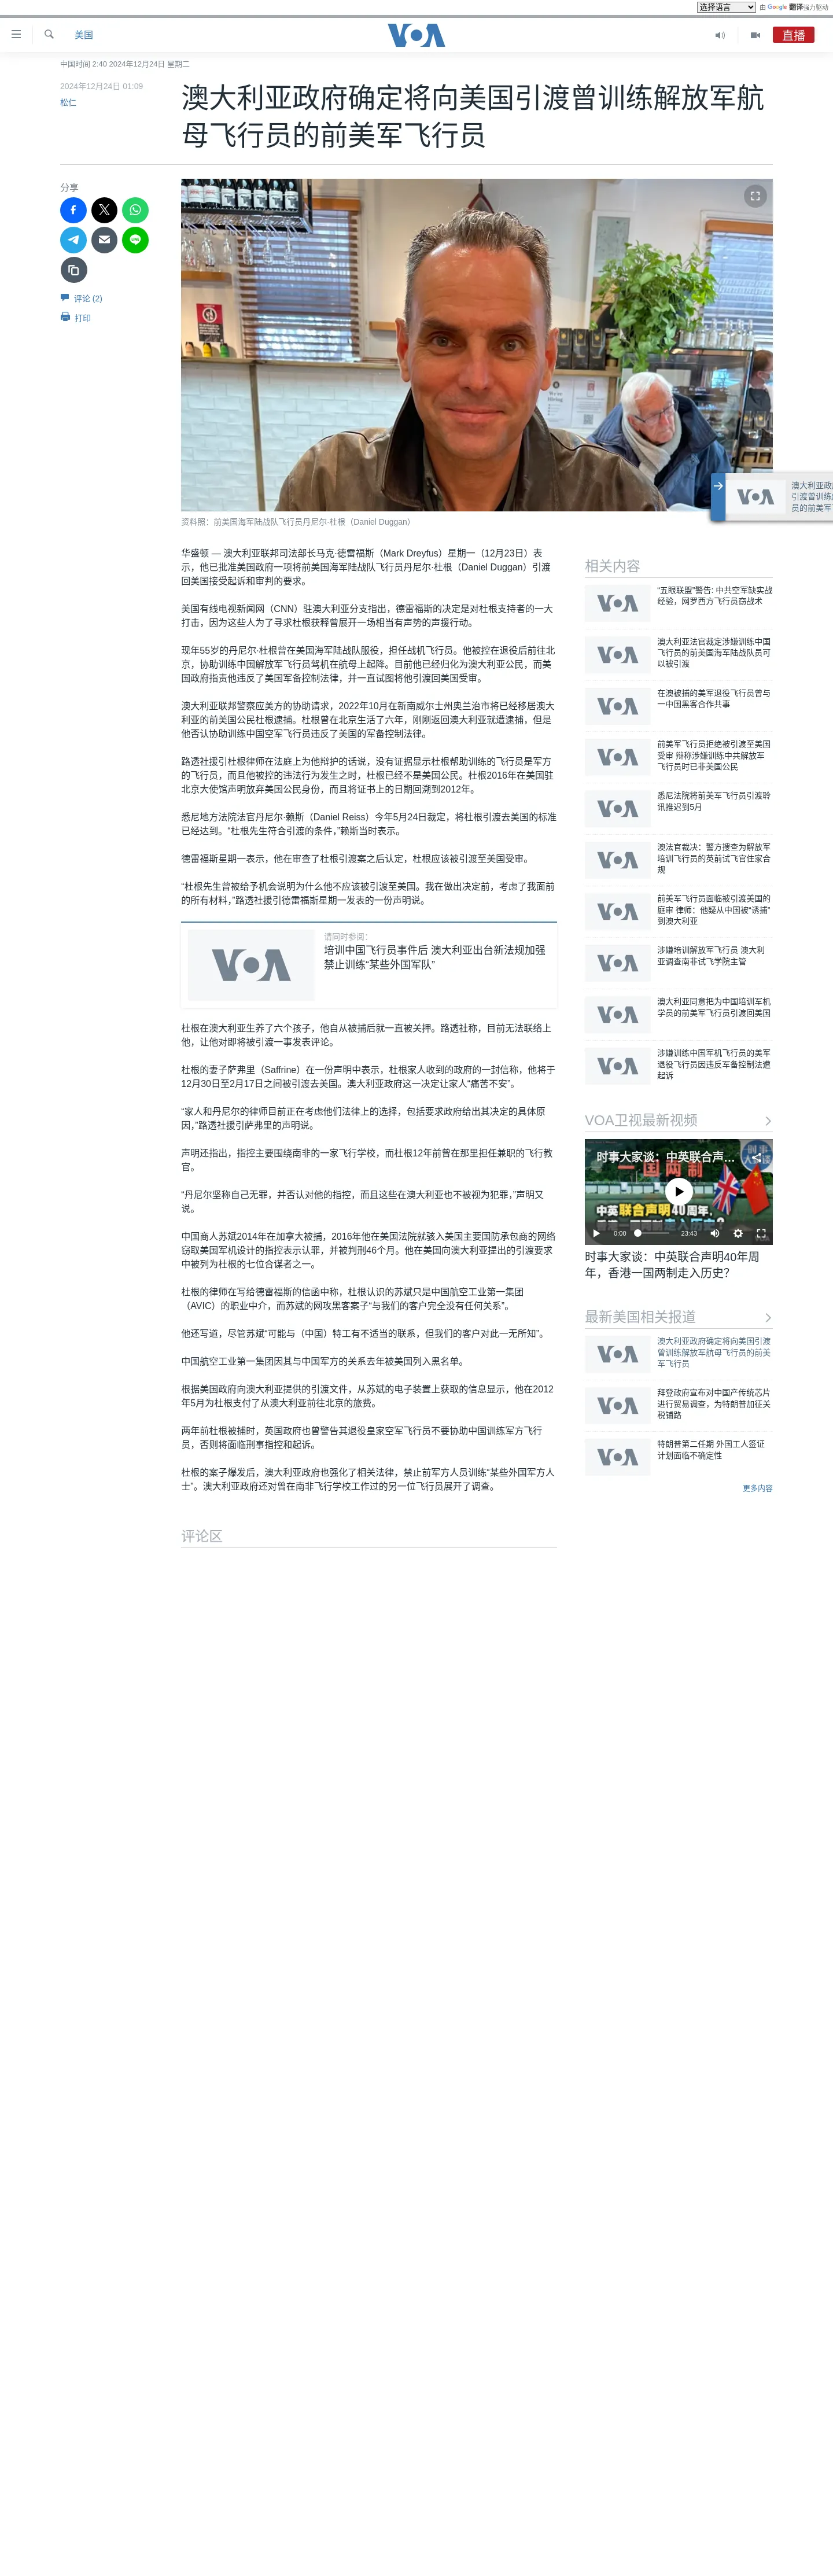 选择语言
由 Google 翻译强力驱动
美国
VOA
直播
中国时间 2:40 2024年12月24日 星期二
2024年12月24日 01:09
松仁
澳大利亚政府确定将向美国引渡曾训练解放军航
母飞行员的前美军飞行员
分享
评论 (2)
打印
资料照：前美国海军陆战队飞行员丹尼尔·杜根（Daniel Duggan）
澳大利亚政府
引渡曾训练
员的前美军
华盛顿 — 澳大利亚联邦司法部长马克·德雷福斯（Mark Dreyfus）星期一（12月23日）表
示，他已批准美国政府一项将前美国海军陆战队飞行员丹尼尔·杜根（Daniel Duggan）引渡
回美国接受起诉和审判的要求。
美国有线电视新闻网（CNN）驻澳大利亚分支指出，德雷福斯的决定是对杜根支持者的一大
打击，因为这些人为了寻求杜根获释曾展开一场相当有声势的声援行动。
现年55岁的丹尼尔·杜根曾在美国海军陆战队服役，担任战机飞行员。他被控在退役后前往北
京，协助训练中国解放军飞行员驾机在航母上起降。目前他已经归化为澳大利亚公民，而美
国政府指责他违反了美国军备控制法律，并一直试图将他引渡回美国受审。
澳大利亚联邦警察应美方的协助请求，2022年10月在新南威尔士州奥兰治市将已经移居澳大
利亚的前美国公民杜根逮捕。杜根曾在北京生活了六年，刚刚返回澳大利亚就遭逮捕，但是
他否认协助训练中国空军飞行员违反了美国的军备控制法律。
路透社援引杜根律师在法庭上为他辩护的话说，没有证据显示杜根帮助训练的飞行员是军方
的飞行员，而且他被控的违法行为发生之时，杜根已经不是美国公民。杜根2016年在美国驻
北京大使馆声明放弃美国公民身份，而且将证书上的日期回溯到2012年。
悉尼地方法院法官丹尼尔·赖斯（Daniel Reiss）今年5月24日裁定，将杜根引渡去美国的标准
已经达到。“杜根先生符合引渡的条件，”赖斯当时表示。
德雷福斯星期一表示，他在审查了杜根引渡案之后认定，杜根应该被引渡至美国受审。
“杜根先生曾被给予机会说明为什么他不应该被引渡至美国。我在做出决定前，考虑了我面前
的所有材料，”路透社援引德雷福斯星期一发表的一份声明说。
VOA
请同时参阅：
培训中国飞行员事件后 澳大利亚出台新法规加强
禁止训练“某些外国军队”
杜根在澳大利亚生养了六个孩子，他自从被捕后就一直被关押。路透社称，目前无法联络上
他，让他对即将被引渡一事发表评论。
杜根的妻子萨弗里（Saffrine）在一份声明中表示，杜根家人收到的政府的一封信称，他将于
12月30日至2月17日之间被引渡去美国。澳大利亚政府这一决定让家人“痛苦不安”。
“家人和丹尼尔的律师目前正在考虑他们法律上的选择，包括要求政府给出其决定的具体原
因，”路透社援引萨弗里的声明说。
声明还指出，指控主要围绕南非的一家飞行学校，而杜根12年前曾在那里担任兼职的飞行教
官。
“丹尼尔坚称自己无罪，并否认对他的指控，而且这些在澳大利亚也不被视为犯罪，”声明又
说。
中国商人苏斌2014年在加拿大被捕，2016年他在美国法院就骇入美国主要国防承包商的网络
窃取美国军机设计的指控表示认罪，并被判刑46个月。他在美国向澳大利亚提出的引渡要求
中被列为杜根的七位合谋者之一。
杜根的律师在写给德雷福斯的信函中称，杜根认识的苏斌只是中国航空工业第一集团
（AVIC）的职业中介，而苏斌的网攻黑客案子“与我们的客户完全没有任何关系”。
他还写道，尽管苏斌“可能与（中国）特工有不适当的联系，但我们的客户对此一无所知”。
中国航空工业第一集团因其与中国军方的关系去年被美国列入黑名单。
根据美国政府向澳大利亚提供的引渡文件，从苏斌的电子装置上获取的信息显示，他在2012
年5月为杜根支付了从澳大利亚前往北京的旅费。
两年前杜根被捕时，英国政府也曾警告其退役皇家空军飞行员不要协助中国训练军方飞行
员，否则将面临刑事指控和起诉。
杜根的案子爆发后，澳大利亚政府也强化了相关法律，禁止前军方人员训练“某些外国军方人
士”。澳大利亚政府还对曾在南非飞行学校工作过的另一位飞行员展开了调查。
评论区
相关内容
“五眼联盟”警告: 中共空军缺实战
经验，网罗西方飞行员窃战术
澳大利亚法官裁定涉嫌训练中国
飞行员的前美国海军陆战队员可
以被引渡
在澳被捕的美军退役飞行员曾与
一中国黑客合作共事
前美军飞行员拒绝被引渡至美国
受审 辩称涉嫌训练中共解放军
飞行员时已非美国公民
悉尼法院将前美军飞行员引渡聆
讯推迟到5月
澳法官裁决：警方搜查为解放军
培训飞行员的英前试飞官住家合
规
前美军飞行员面临被引渡美国的
庭审 律师：他疑从中国被“诱捕”
到澳大利亚
涉嫌培训解放军飞行员 澳大利
亚调查南非试飞学院主管
澳大利亚同意把为中国培训军机
学员的前美军飞行员引渡回美国
涉嫌训练中国军机飞行员的美军
退役飞行员因违反军备控制法遭
起诉
VOA卫视最新视频
时事大家谈：中英联合声...
一国两制
中英联合声明40周年，
0:00
23:43
时事大家谈：中英联合声明40年周
年，香港一国两制走入历史？
最新美国相关报道
澳大利亚政府确定将向美国引渡
曾训练解放军航母飞行员的前美
军飞行员
拜登政府宣布对中国产传统芯片
进行贸易调查，为特朗普加征关
税铺路
特朗普第二任期 外国工人签证
计划面临不确定性
更多内容